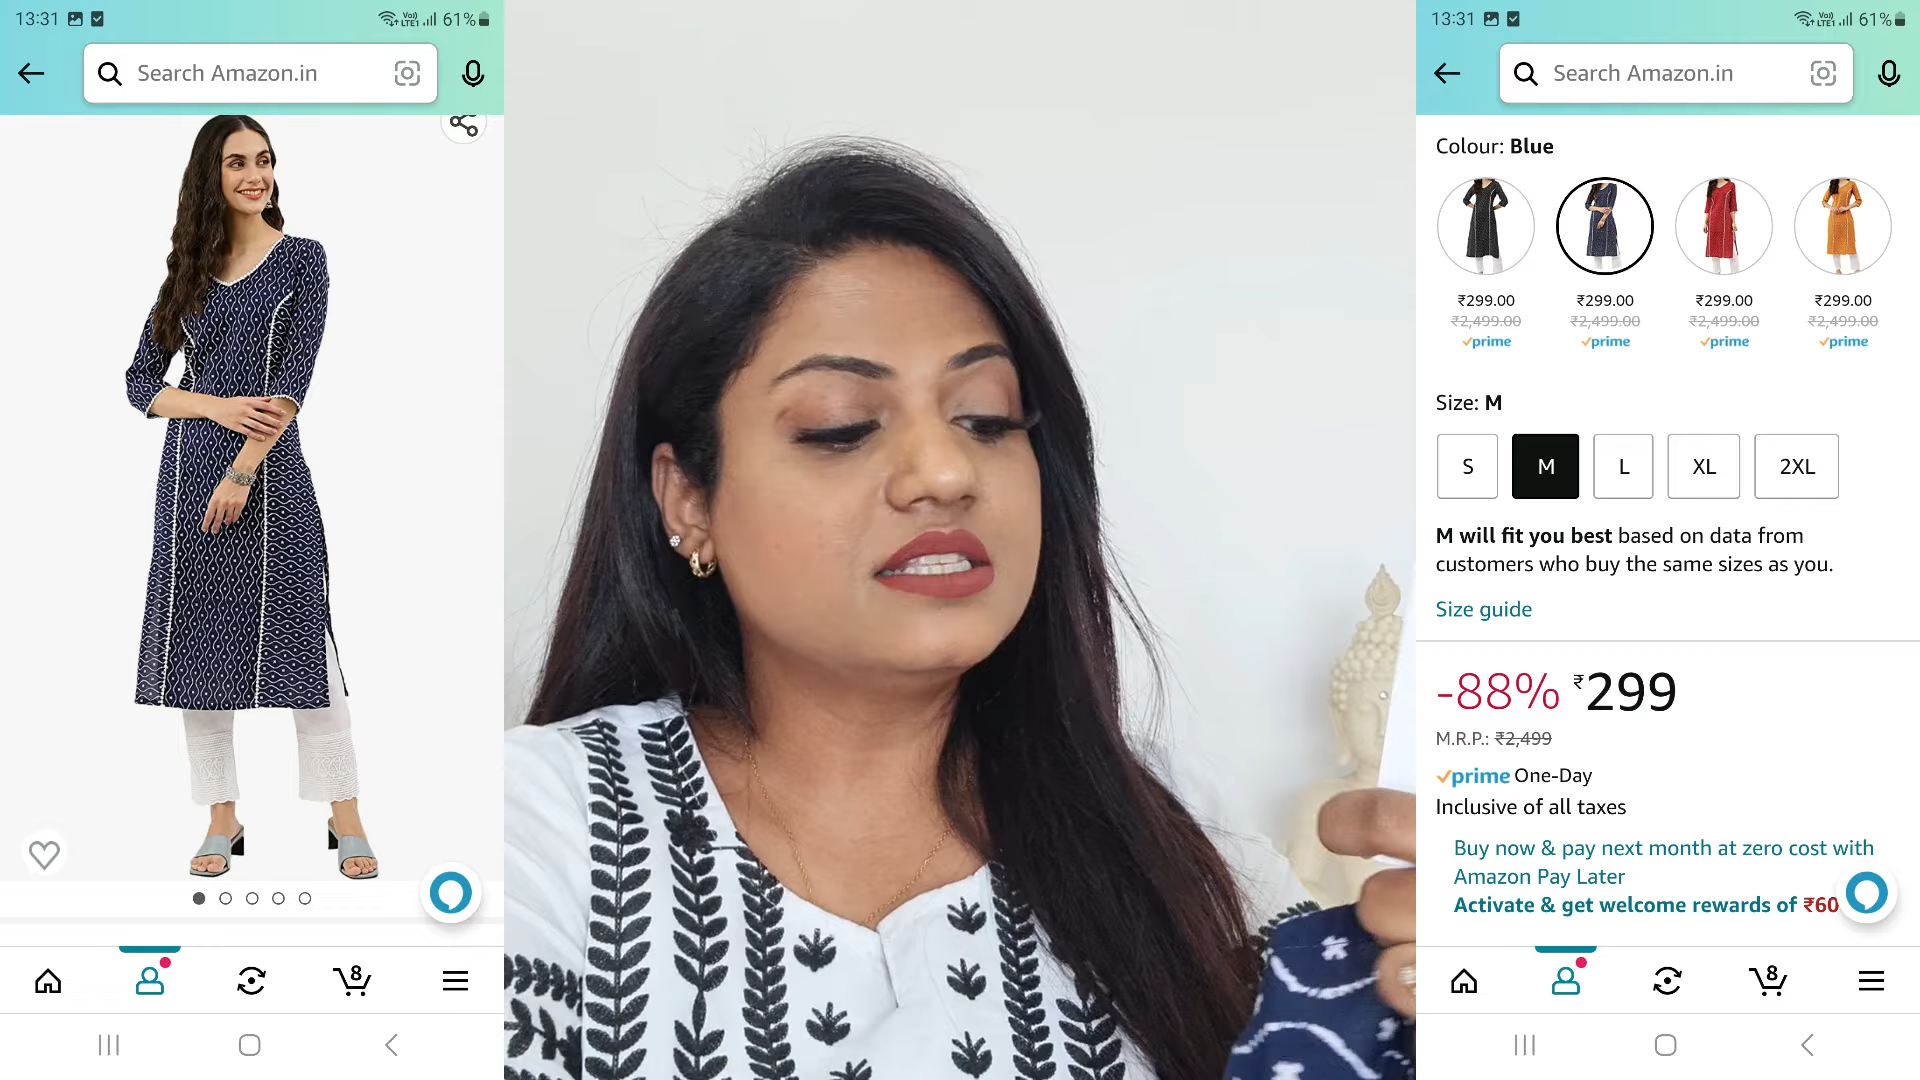 13:31
Vo) LTE1 61%
Search Amazon.in
8
13:31
Vo) LTE1 61%
Search Amazon.in
Colour: Blue
₹299.00 ₹299.00 ₹299.00 ₹299.00
₹2,499.00 ₹2,499.00 ₹2,499.00 ₹2,499.00
prime prime prime prime
Size: M
S M L XL 2XL
M will fit you best based on data from
customers who buy the same sizes as you.
Size guide
-88% ₹299
M.R.P.: ₹2,499
prime One-Day
Inclusive of all taxes
Buy now & pay next month at zero cost with
Amazon Pay Later
Activate & get welcome rewards of ₹60
8